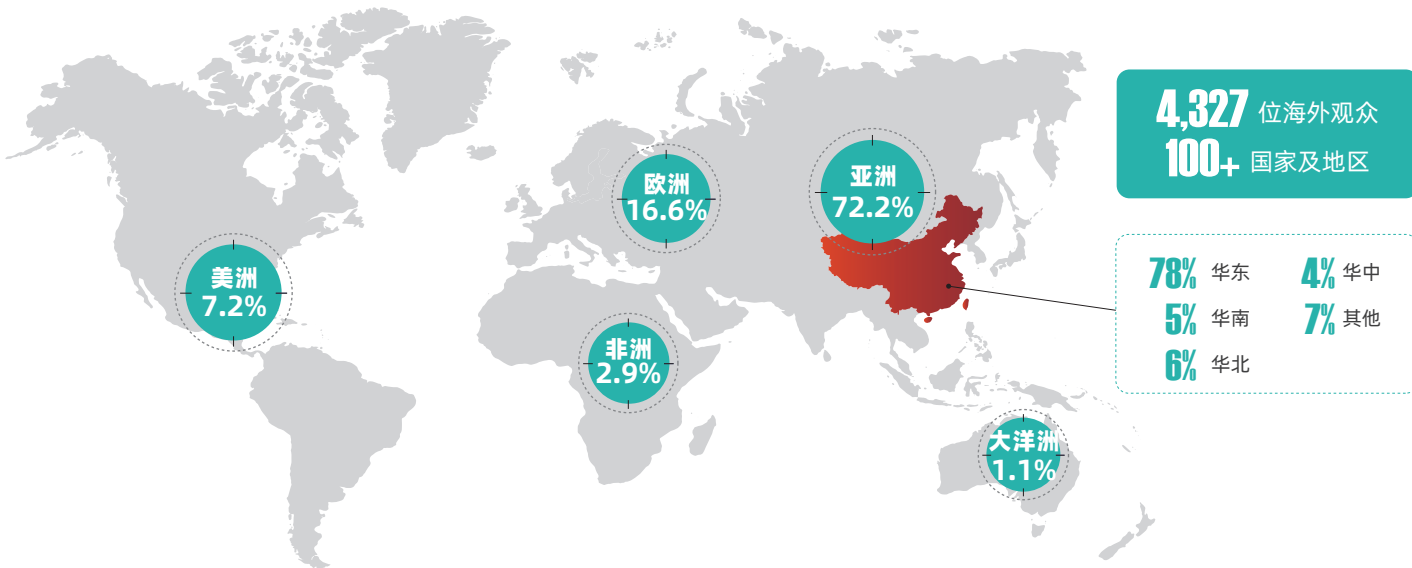 4,327 位海外观众
100+ 国家及地区
欧洲
16.6%
亚洲
72.2%
美洲
7.2%
非洲
2.9%
大洋洲
1.1%
78% 华东
4% 华中
5% 华南
7% 其他
6% 华北